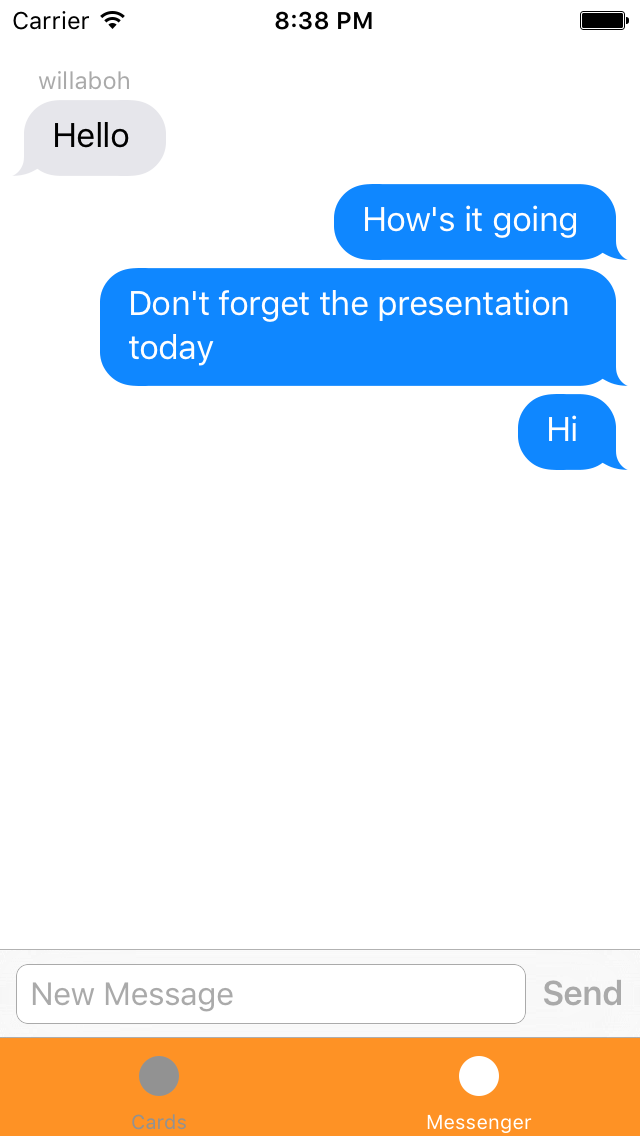 Carrier 8:38 PM
willaboh
Hello
How's it going
Don't forget the presentation
today
Hi
New Message Send
Cards Messenger